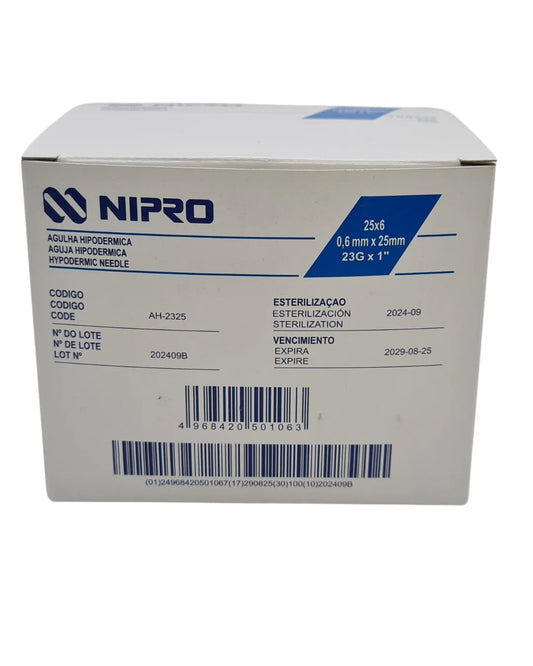 NIPRO
AGULHA HIPODERMICA
AGUJA HIPODERMICA
HYPODERMIC NEEDLE
25x6
0,6 mm x 25mm
23G x 1"
CODIGO
CODIGO
CODE AH-2325
Nº DO LOTE
Nº DE LOTE
LOT Nº 202409B
ESTERILIZAÇAO
ESTERILIZACIÓN 2024-09
STERILIZATION
VENCIMIENTO
EXPIRA 2029-08-25
EXPIRE
4 968420 501063
(01)24968420501067(17)290825(30)100(10)202409B